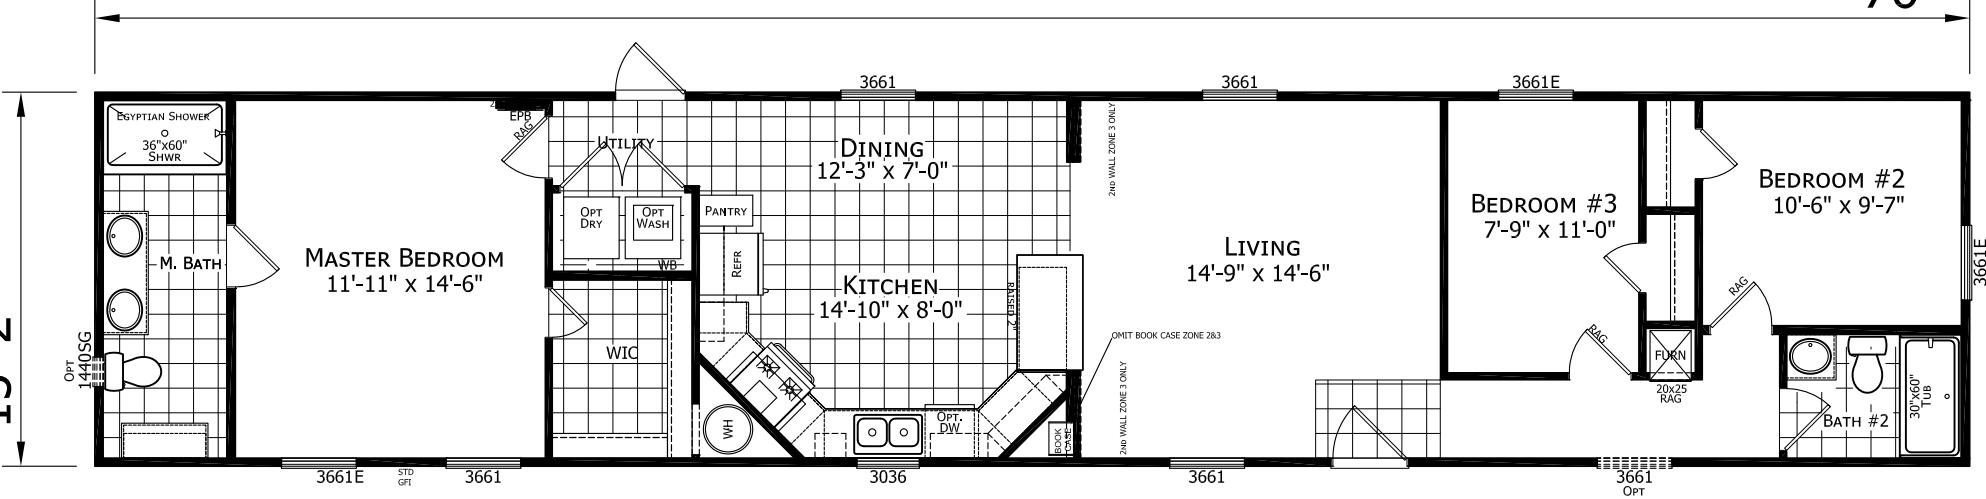 3661
3661
3661E
EGYPTIAN SHOWER
36"x60"
SHWR
EPB
RAG
UTILITY
DINING
12'-3" x 7'-0"
2ND WALL ZONE 3 ONLY
BEDROOM #2
10'-6" x 9'-7"
BEDROOM #3
7'-9" x 11'-0"
OPT
DRY
OPT
WASH
PANTRY
M. BATH
MASTER BEDROOM
11'-11" x 14'-6"
WB
REFR
KITCHEN
14'-10" x 8'-0"
RAISED 2"
LIVING
14'-9" x 14'-6"
3661E
RAG
OPT
1440SG
WIC
OMIT BOOK CASE ZONE 2&3
RAG
FURN
20x25
RAG
30"x60"
TUB
WH
OPT.
DW
BOOK
CASE
2ND WALL ZONE 3 ONLY
BATH #2
3661E
STD
GFI
3661
3036
3661
3661
OPT